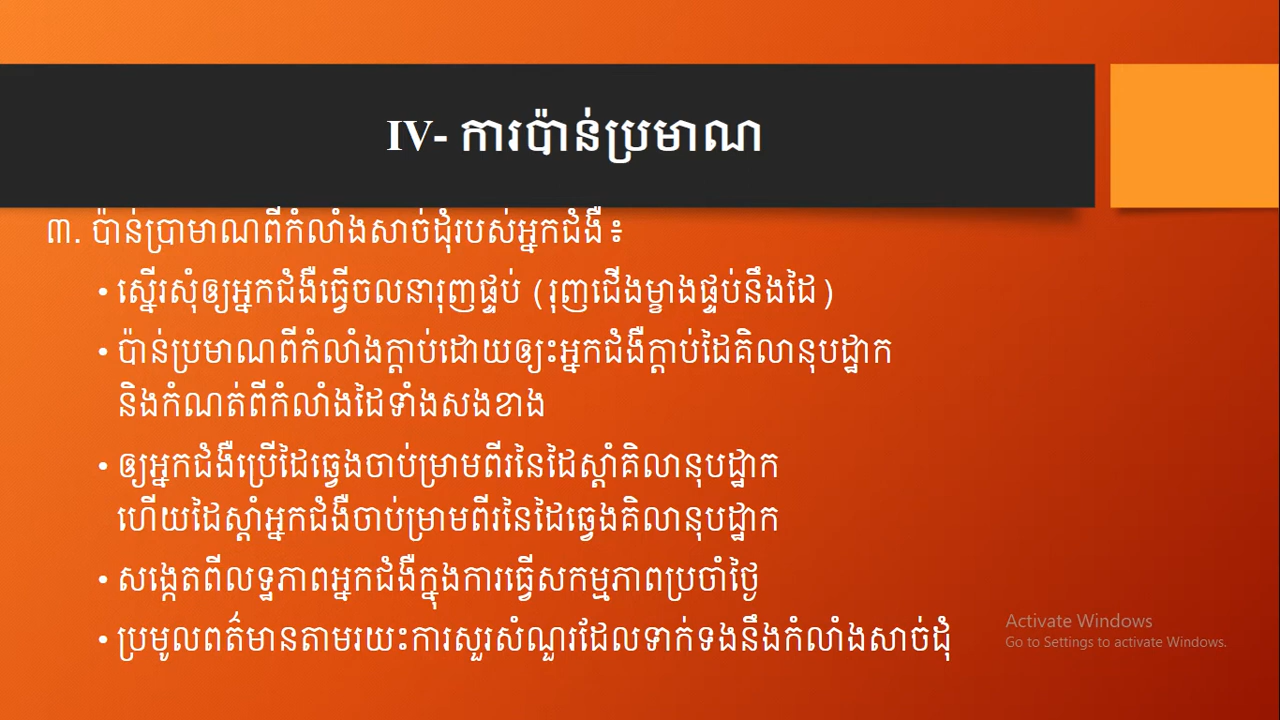 IV- ការប៉ាន់ប្រមាណ
៣. ប៉ាន់ប្រាមាណពីកំលាំងសាច់ដុំរបស់អ្នកជំងឺ៖
• ស្នើរសុំឲ្យអ្នកជំងឺធ្វើចលនារុញផ្ទប់ (រុញជើងម្ខាងផ្ទប់នឹងដៃ)
• ប៉ាន់ប្រមាណពីកំលាំងក្តាប់ដោយឲ្យះអ្នកជំងឺក្តាប់ដៃគិលានុបដ្ឋាក
និងកំណត់ពីកំលាំងដៃទាំងសងខាង
• ឲ្យអ្នកជំងឺប្រើដៃឆ្វេងចាប់ម្រាមពីរនៃដៃស្តាំគិលានុបដ្ឋាក
ហើយដៃស្តាំអ្នកជំងឺចាប់ម្រាមពីរនៃដៃឆ្វេងគិលានុបដ្ឋាក
• សង្កេតពីលទ្ឋភាពអ្នកជំងឺក្នុងការធ្វើសកម្មភាពប្រចាំថ្ងៃ
• ប្រមូលពត៌មានតាមរយះការសួរសំណួរដែលទាក់ទងនឹងកំលាំងសាច់ដុំ
Activate Windows
Go to Settings to activate Windows.